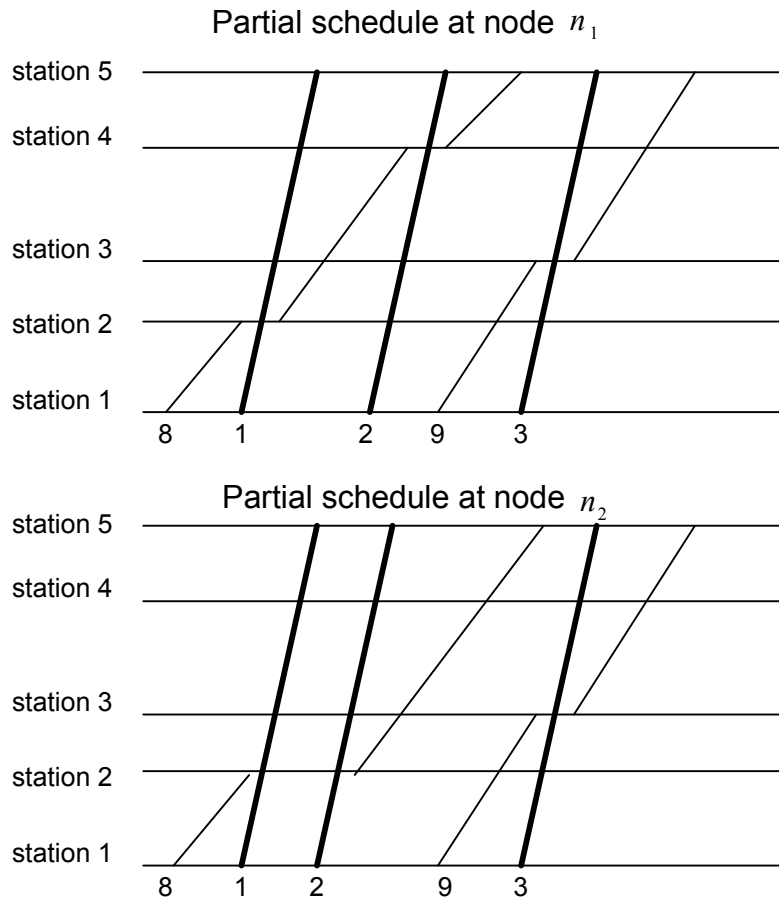 Partial schedule at node n₁
station 5
station 4
station 3
station 2
station 1
8 1 2 9 3
Partial schedule at node n₂
station 5
station 4
station 3
station 2
station 1
8 1 2 9 3